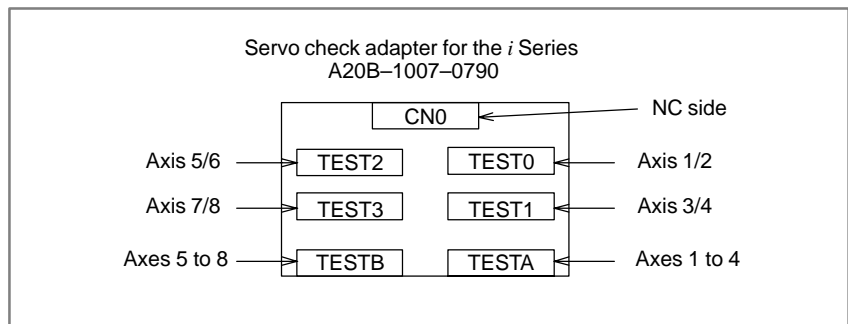 Servo check adapter for the i Series
A20B–1007–0790
CN0
NC side
Axis 5/6
TEST2
TEST0
Axis 1/2
Axis 7/8
TEST3
TEST1
Axis 3/4
Axes 5 to 8
TESTB
TESTA
Axes 1 to 4